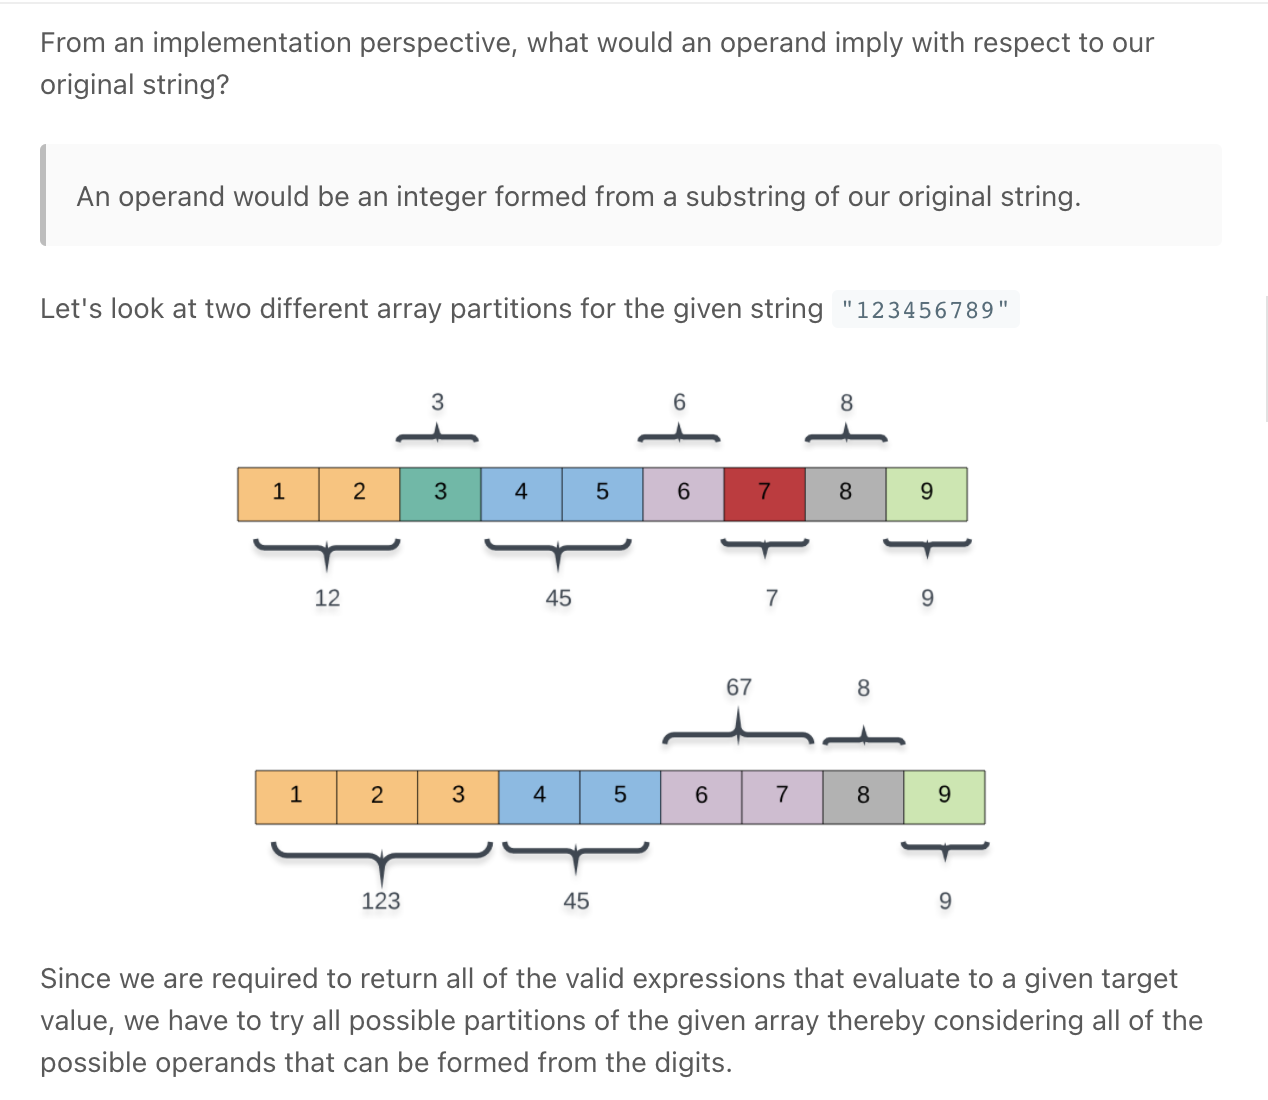 From an implementation perspective, what would an operand imply with respect to our
original string?
An operand would be an integer formed from a substring of our original string.
Let's look at two different array partitions for the given string "123456789"
3 6 8
1 2 3 4 5 6 7 8 9
12 45 7 9
67 8
1 2 3 4 5 6 7 8 9
123 45 9
Since we are required to return all of the valid expressions that evaluate to a given target
value, we have to try all possible partitions of the given array thereby considering all of the
possible operands that can be formed from the digits.